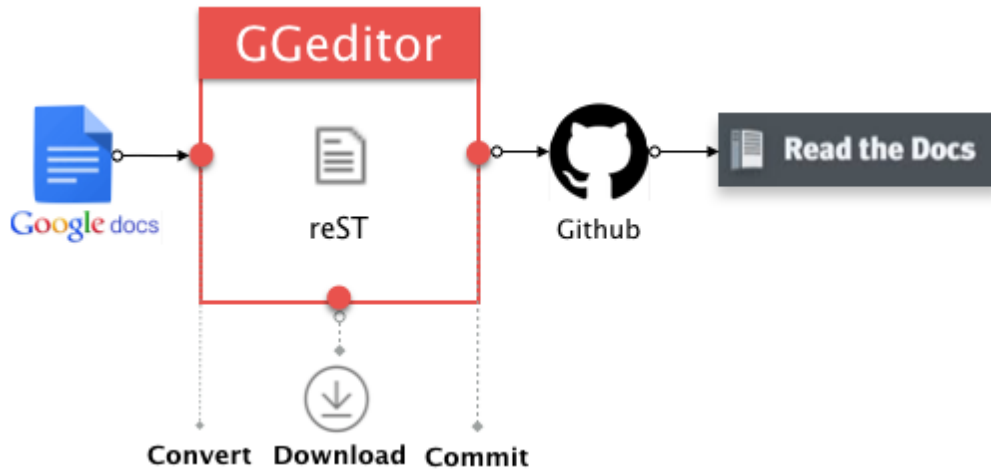 GGeditor
Google docs
reST
Github
Read the Docs
Convert
Download
Commit